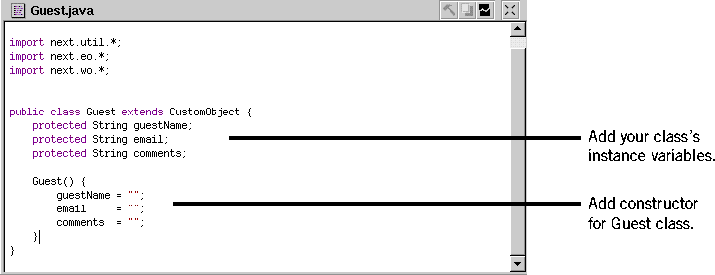 Guest.java
import next.util.*;
import next.eo.*;
import next.wo.*;
public class Guest extends CustomObject {
    protected String guestName;
    protected String email;
    protected String comments;
    Guest() {
        guestName = "";
        email     = "";
        comments  = "";
    }
}
Add your class's
instance variables.
Add constructor
for Guest class.